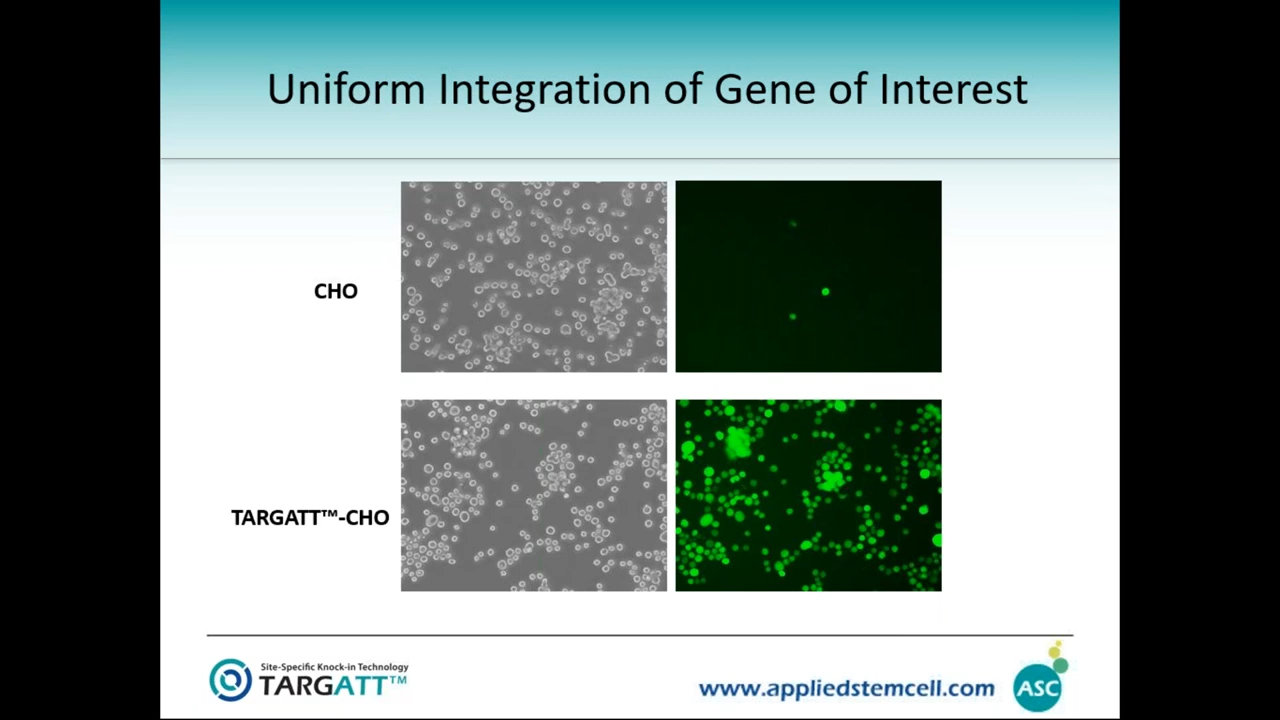 Uniform Integration of Gene of Interest
CHO
TARGATT™-CHO
Site-Specific Knock-in Technology
TARGATT™
www.appliedstemcell.com
ASC